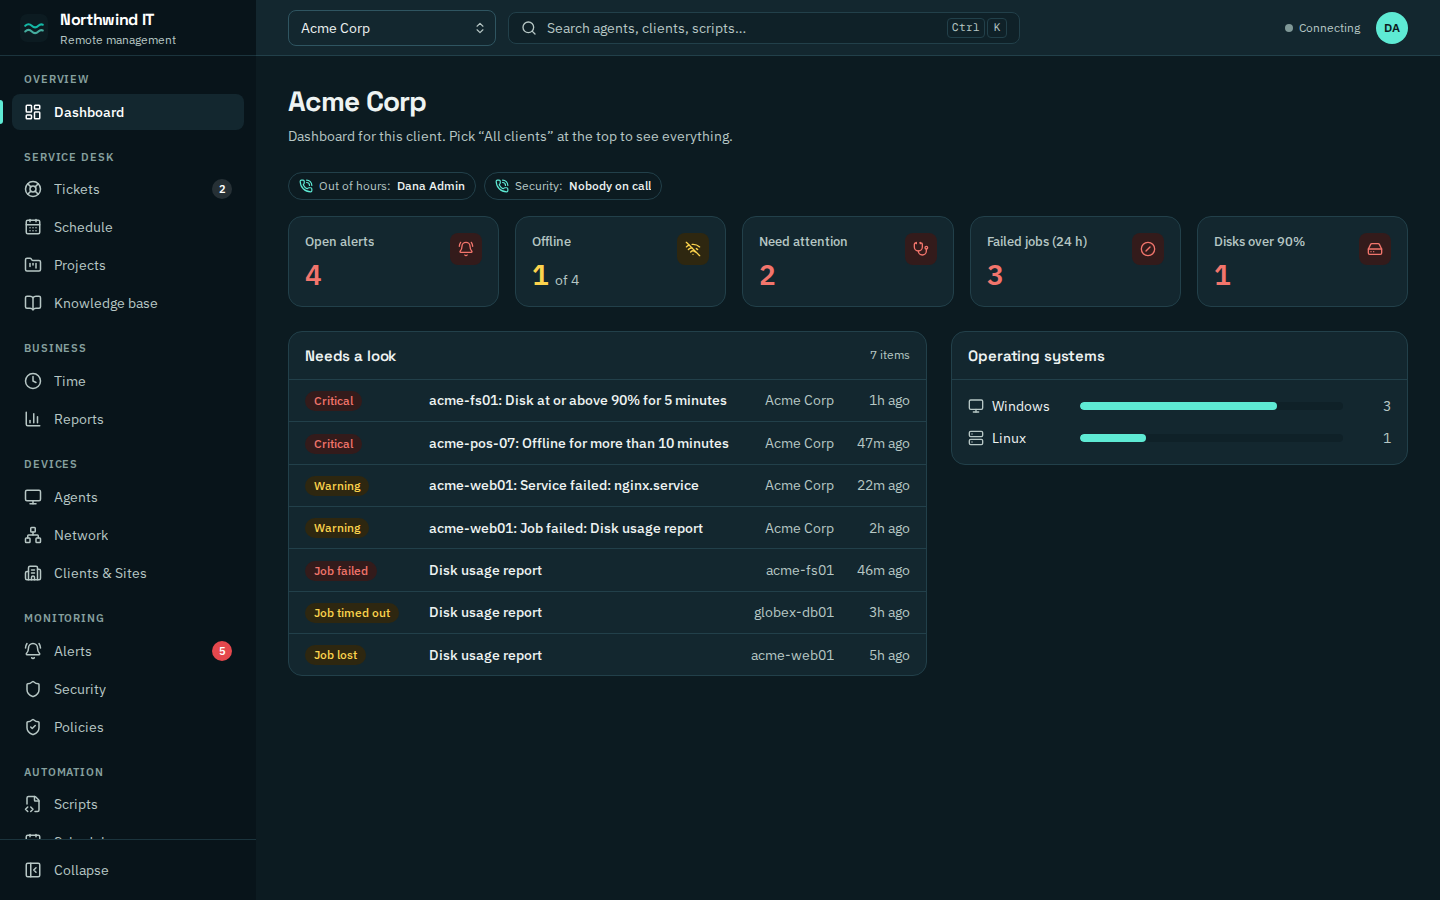 Northwind IT
Remote management
Acme Corp
Search agents, clients, scripts...
Ctrl K
Connecting
DA
OVERVIEW
Dashboard
SERVICE DESK
Tickets 2
Schedule
Projects
Knowledge base
BUSINESS
Time
Reports
DEVICES
Agents
Network
Clients & Sites
MONITORING
Alerts 5
Security
Policies
AUTOMATION
Scripts
Collapse
Acme Corp
Dashboard for this client. Pick “All clients” at the top to see everything.
Out of hours: Dana Admin
Security: Nobody on call
Open alerts
4
Offline
1 of 4
Need attention
2
Failed jobs (24 h)
3
Disks over 90%
1
Needs a look 7 items
Critical acme-fs01: Disk at or above 90% for 5 minutes Acme Corp 1h ago
Critical acme-pos-07: Offline for more than 10 minutes Acme Corp 47m ago
Warning acme-web01: Service failed: nginx.service Acme Corp 22m ago
Warning acme-web01: Job failed: Disk usage report Acme Corp 2h ago
Job failed Disk usage report acme-fs01 46m ago
Job timed out Disk usage report globex-db01 3h ago
Job lost Disk usage report acme-web01 5h ago
Operating systems
Windows 3
Linux 1